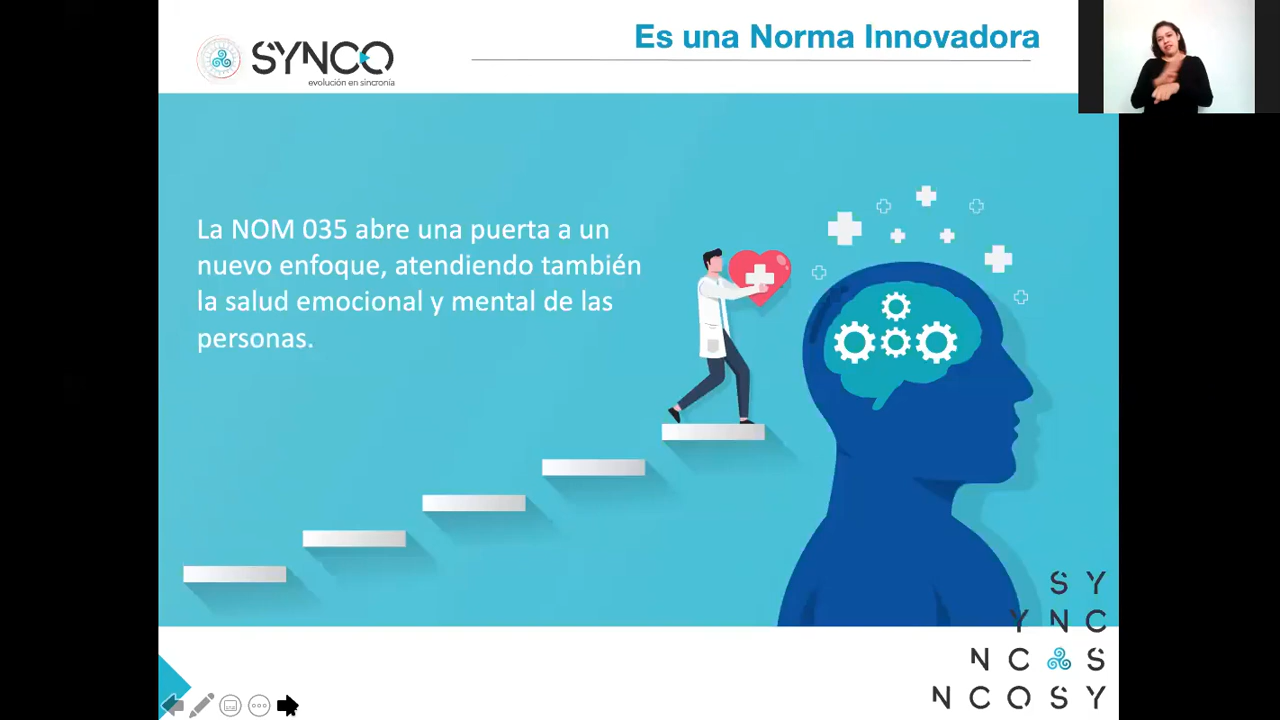 SYNCO
evolución en sincronía
Es una Norma Innovadora
La NOM 035 abre una puerta a un
nuevo enfoque, atendiendo también
la salud emocional y mental de las
personas.
S Y
Y N C
N C S
N C O S Y